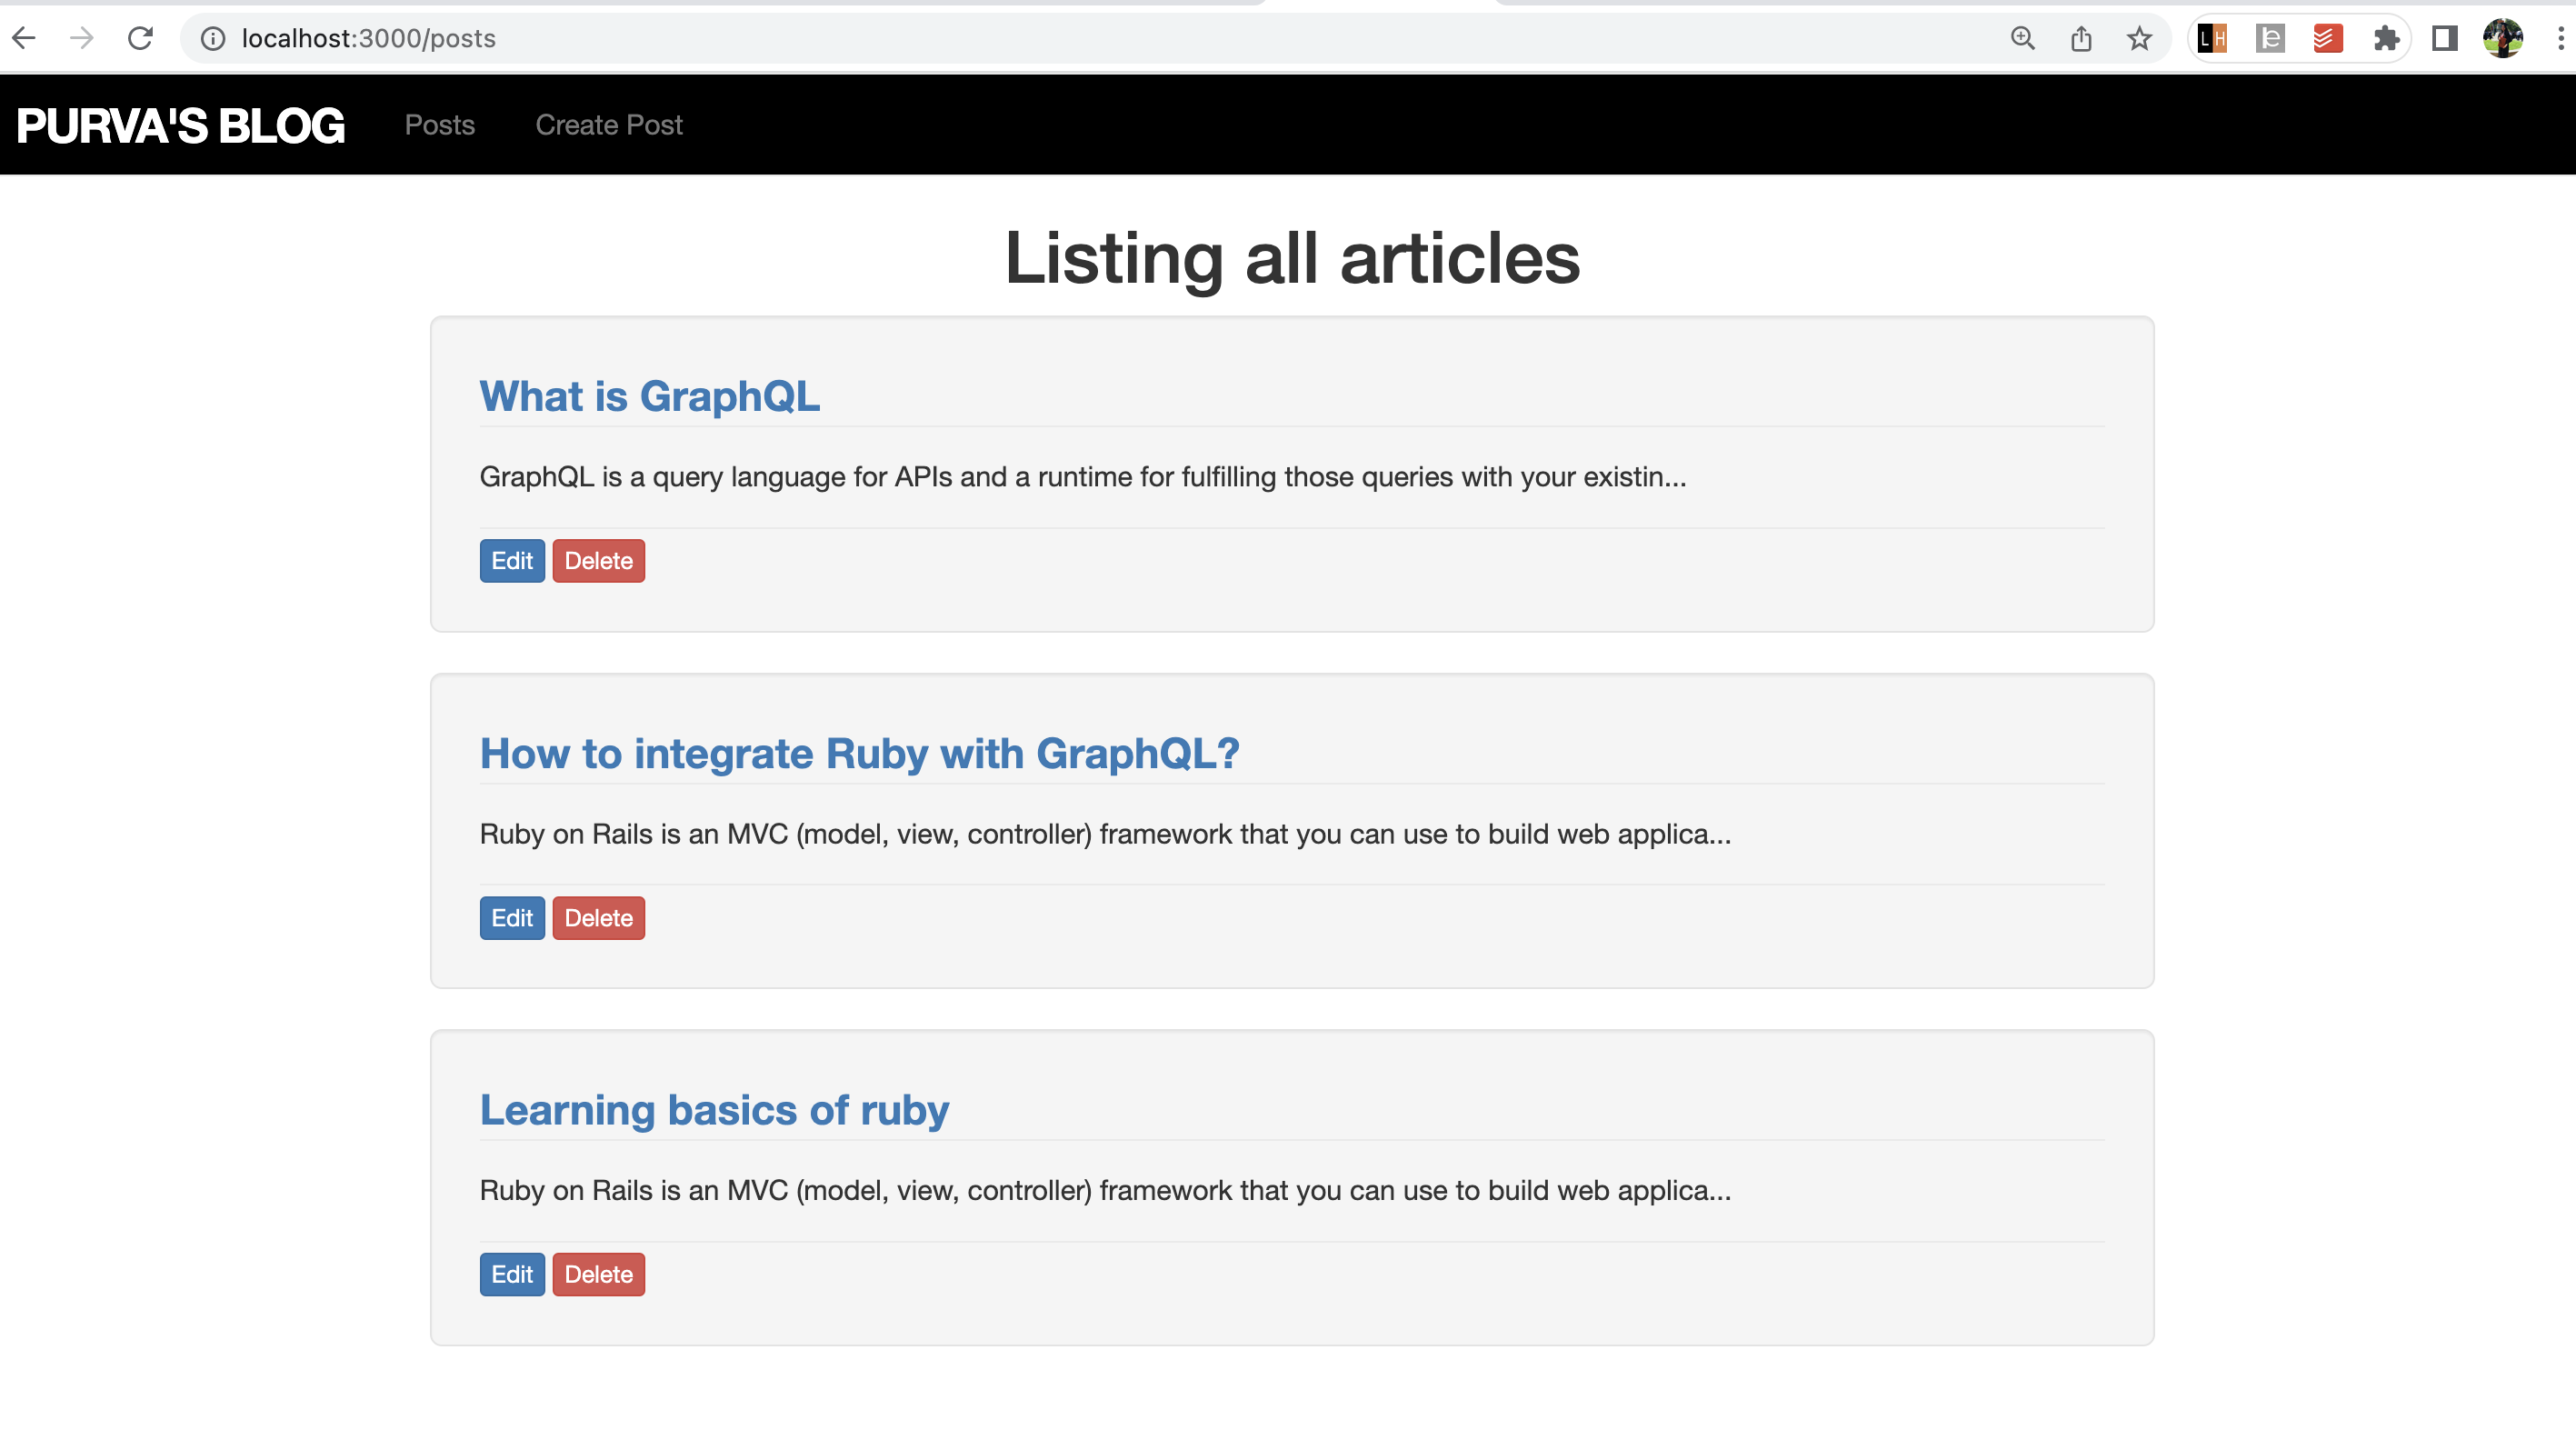 localhost:3000/posts
LH
PURVA'S BLOG Posts Create Post
Listing all articles
What is GraphQL
GraphQL is a query language for APIs and a runtime for fulfilling those queries with your existin...
Edit Delete
How to integrate Ruby with GraphQL?
Ruby on Rails is an MVC (model, view, controller) framework that you can use to build web applica...
Edit Delete
Learning basics of ruby
Ruby on Rails is an MVC (model, view, controller) framework that you can use to build web applica...
Edit Delete